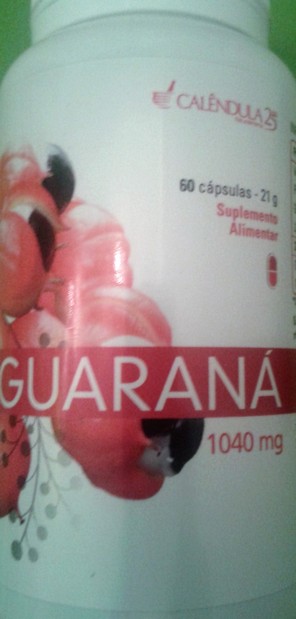 CALÊNDULA 25
60 cápsulas - 21 g
Suplemento
Alimentar
GUARANÁ
1040 mg